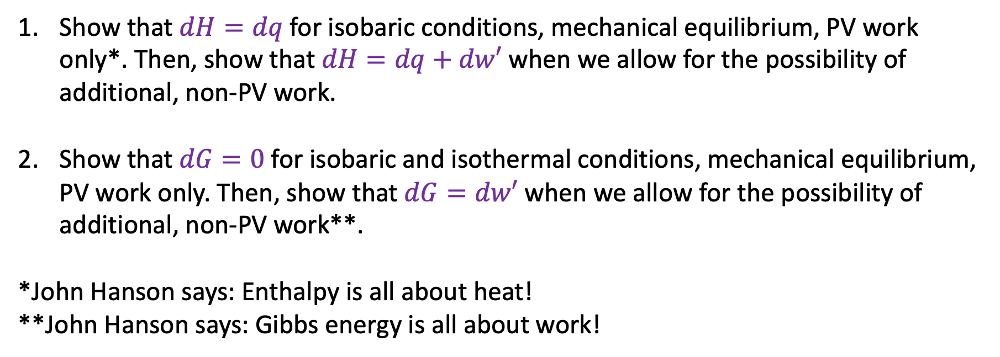 1. Show that dH = dq for isobaric conditions, mechanical equilibrium, PV work
only*. Then, show that dH = dq + dw′ when we allow for the possibility of
additional, non-PV work.
2. Show that dG = 0 for isobaric and isothermal conditions, mechanical equilibrium,
PV work only. Then, show that dG = dw′ when we allow for the possibility of
additional, non-PV work**.
*John Hanson says: Enthalpy is all about heat!
**John Hanson says: Gibbs energy is all about work!